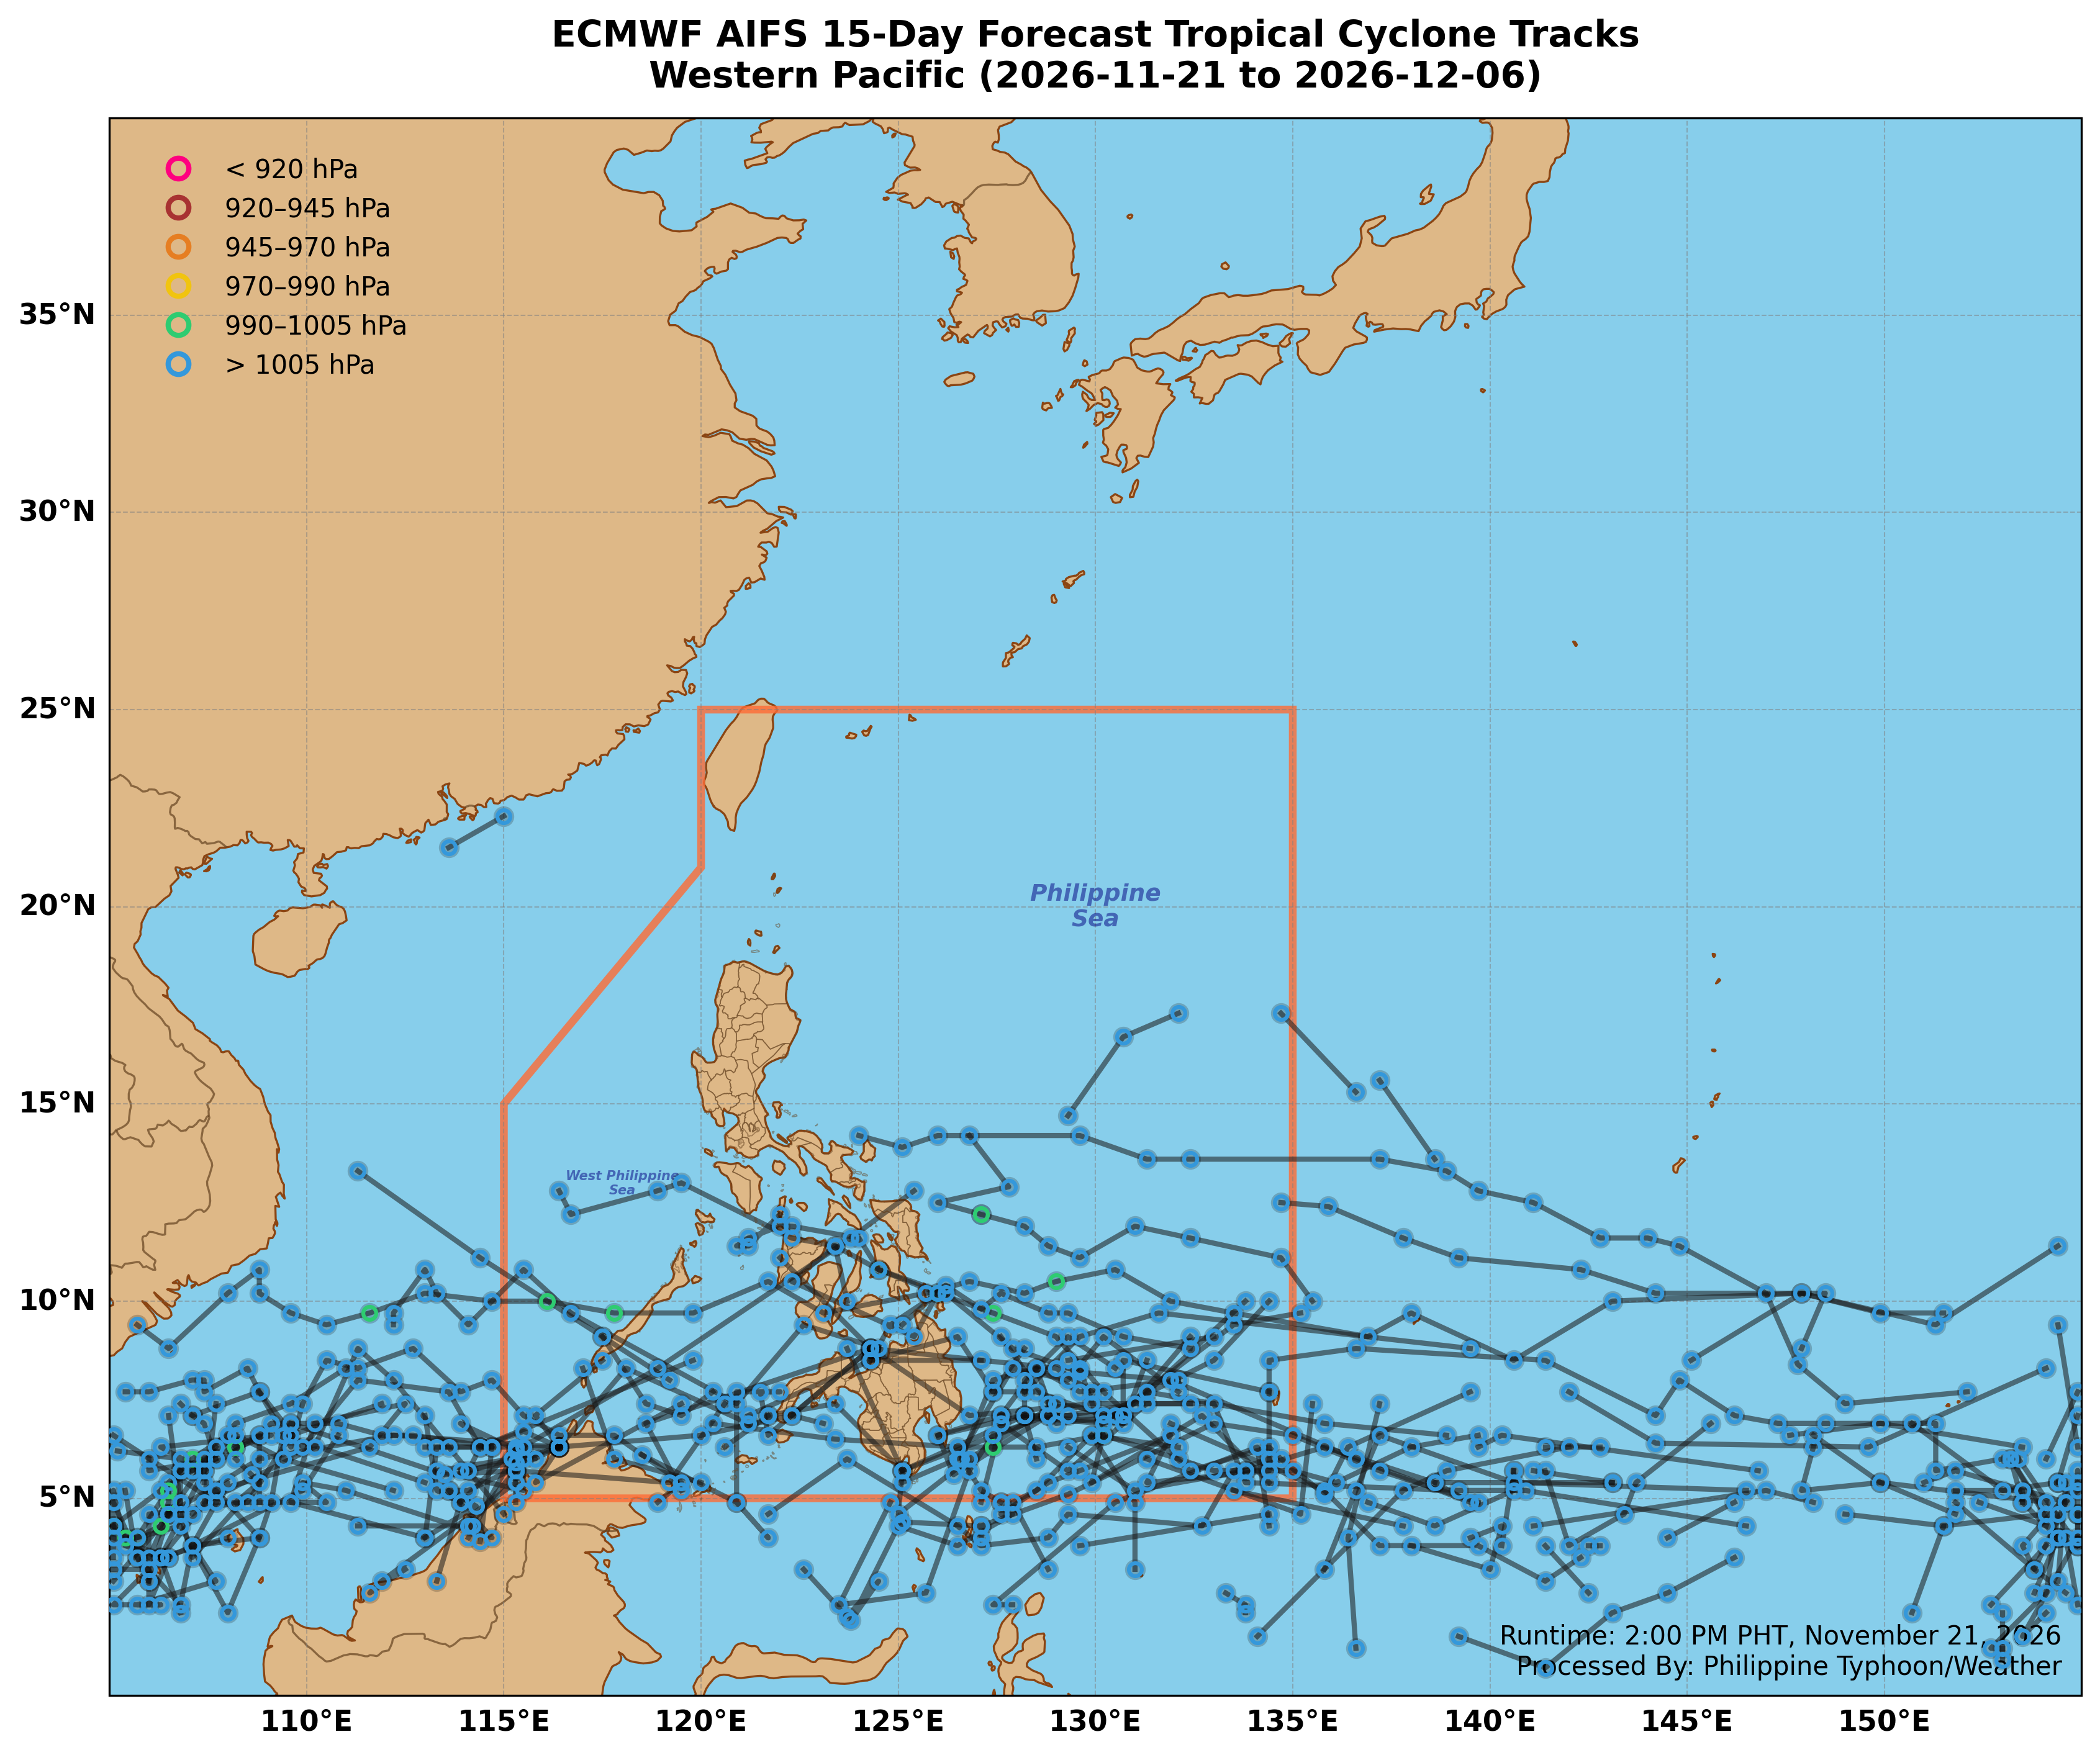 ECMWF AIFS 15-Day Forecast Tropical Cyclone Tracks
Western Pacific (2026-11-21 to 2026-12-06)
< 920 hPa
920–945 hPa
945–970 hPa
970–990 hPa
990–1005 hPa
> 1005 hPa
35°N
30°N
25°N
20°N
15°N
10°N
5°N
Philippine
Sea
West Philippine
Sea
Runtime: 2:00 PM PHT, November 21, 2026
Processed By: Philippine Typhoon/Weather
110°E
115°E
120°E
125°E
130°E
135°E
140°E
145°E
150°E